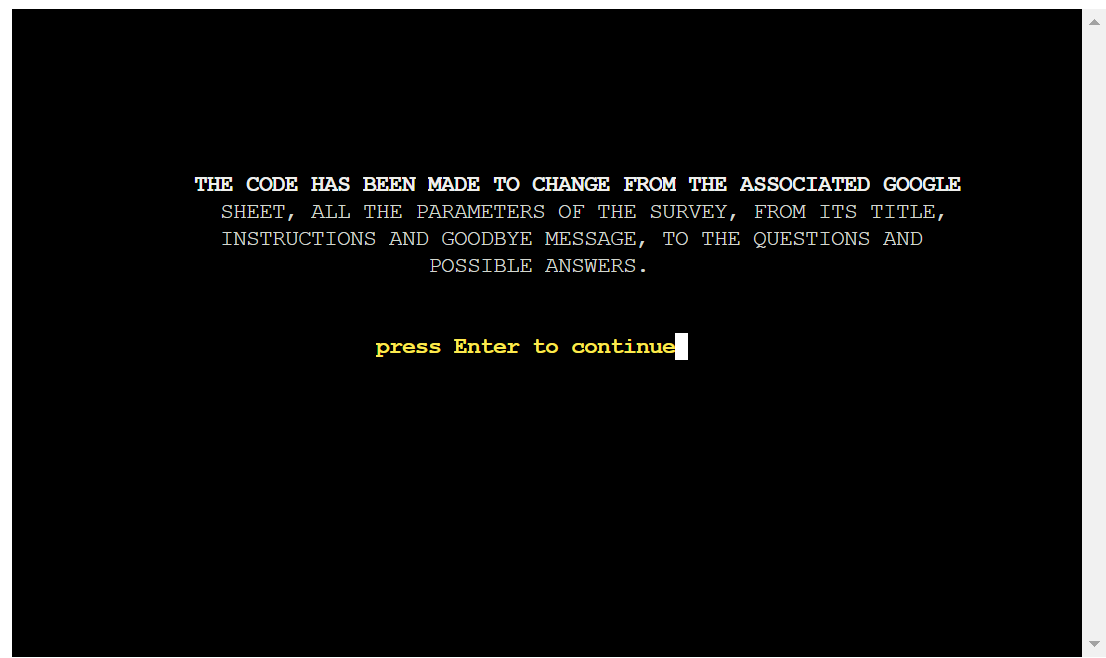 THE CODE HAS BEEN MADE TO CHANGE FROM THE ASSOCIATED GOOGLE
SHEET, ALL THE PARAMETERS OF THE SURVEY, FROM ITS TITLE,
INSTRUCTIONS AND GOODBYE MESSAGE, TO THE QUESTIONS AND
POSSIBLE ANSWERS.
press Enter to continue